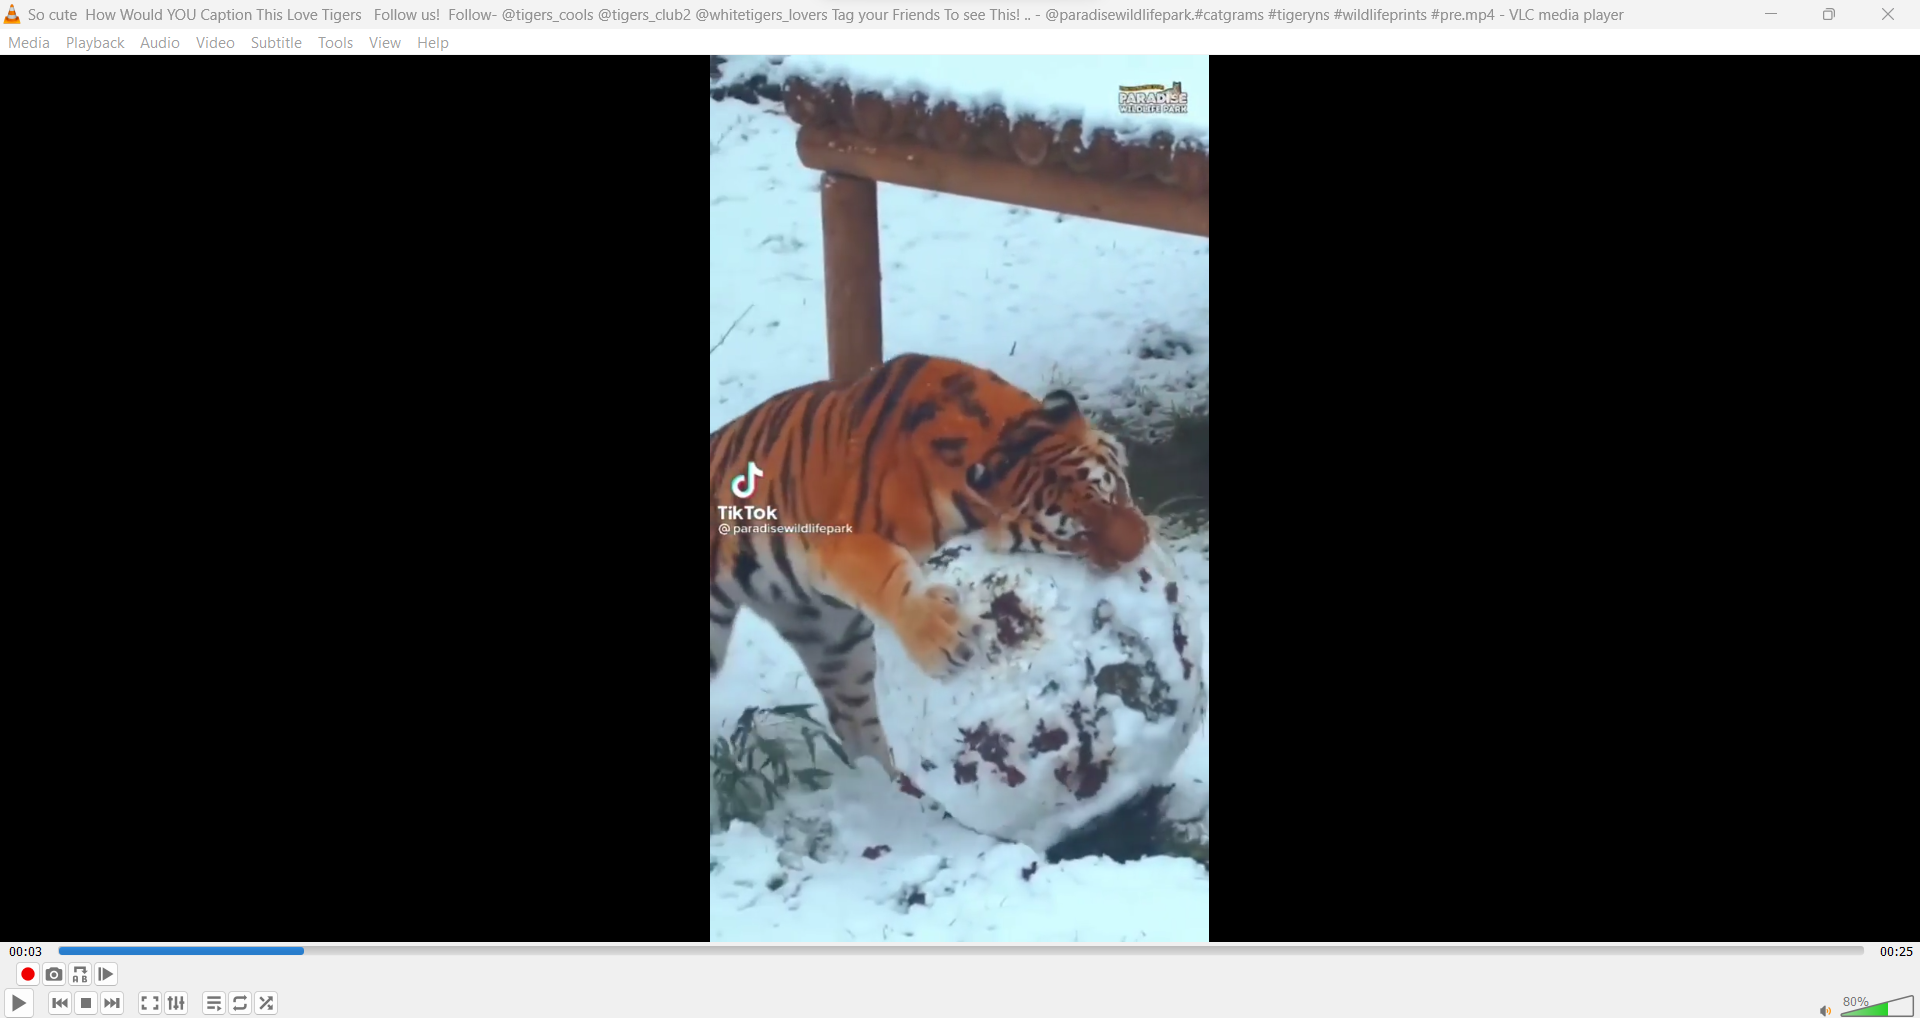 So cute  How Would YOU Caption This Love Tigers   Follow us!  Follow- @tigers_cools @tigers_club2 @whitetigers_lovers Tag your Friends To see This! .. - @paradisewildlifepark.#catgrams #tigeryns #wildlifeprints #pre.mp4 - VLC media player
Media Playback Audio Video Subtitle Tools View Help
PARADISE
WILDLIFE PARK
TikTok
@paradisewildlifepark
00:03 00:25
A B
80%